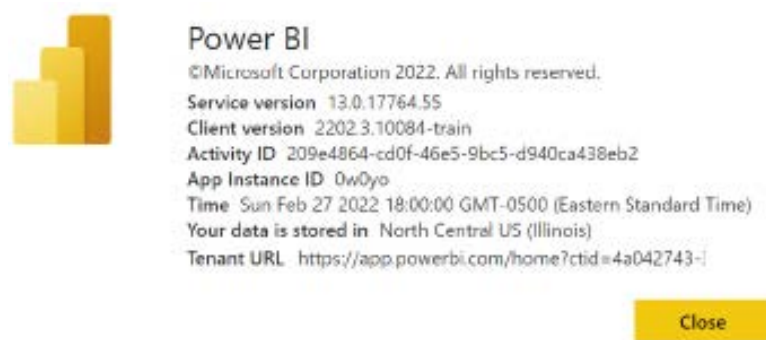 Power BI
©Microsoft Corporation 2022. All rights reserved.
Service version 13.0.17764.55
Client version 2202.3.10084-train
Activity ID 209e4864-cd0f-46e5-9bc5-d940ca438eb2
App Instance ID 0w0yo
Time Sun Feb 27 2022 18:00:00 GMT-0500 (Eastern Standard Time)
Your data is stored in North Central US (Illinois)
Tenant URL https://app.powerbi.com/home?ctid=4a042743-
Close